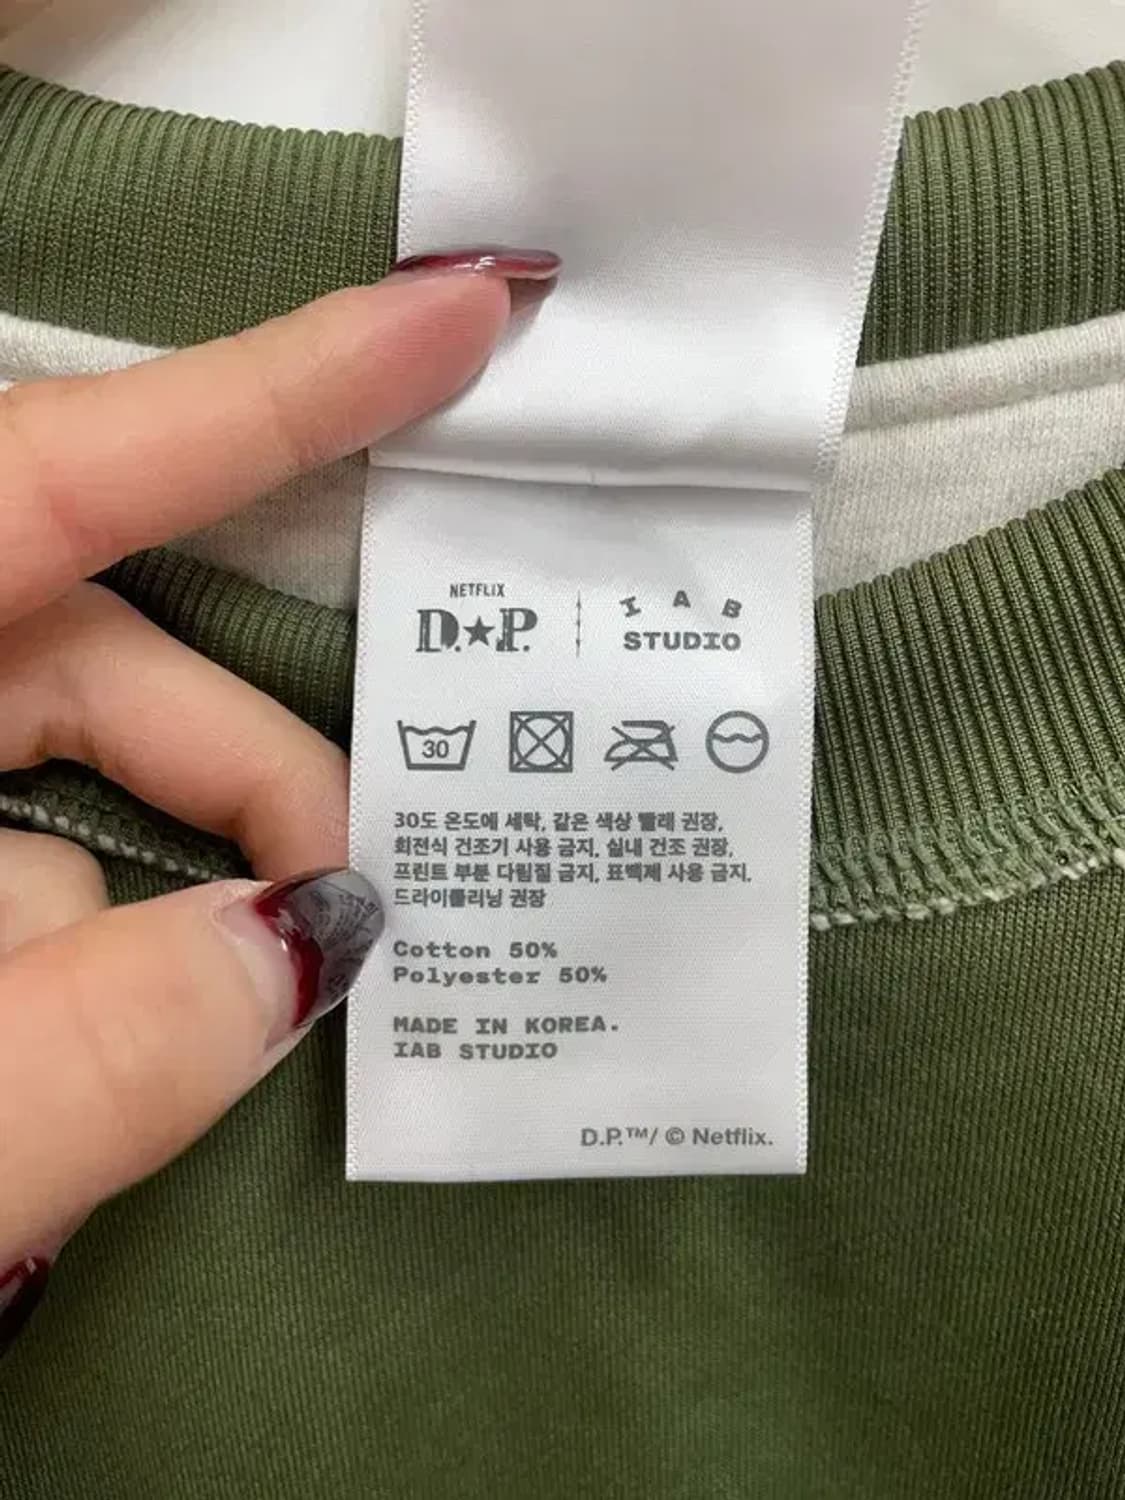 NETFLIX
D.★P.
IAB
STUDIO
30
30도 온도에 세탁, 같은 색상 빨래 권장,
회전식 건조기 사용 금지, 실내 건조 권장,
프린트 부분 다림질 금지, 표백제 사용 금지.
드라이클리닝 권장
Cotton 50%
Polyester 50%
MADE IN KOREA.
IAB STUDIO
D.P.™/ © Netflix.